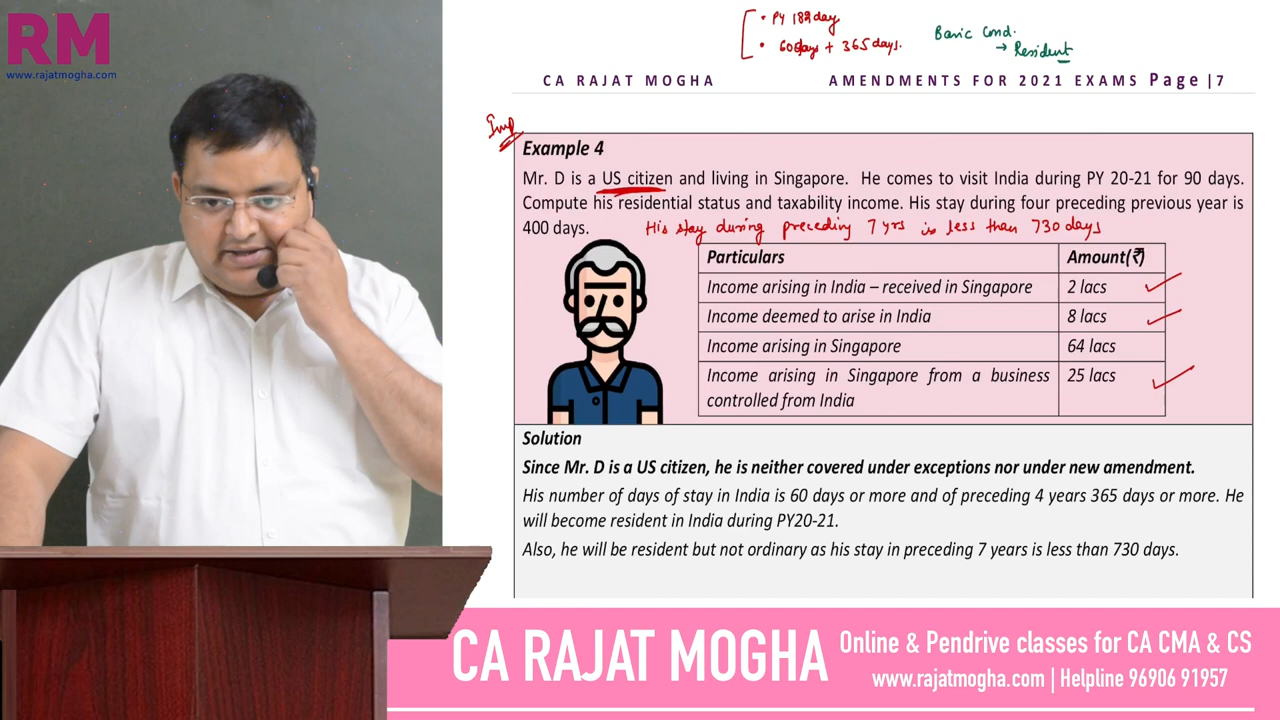 RM
www.rajatmogha.com
• PY 182 day
• 60 days + 365 days.
Basic Cond.
→ Resident
CA RAJAT MOGHA AMENDMENTS FOR 2021 EXAMS Page |7
Imp
Example 4
Mr. D is a US citizen and living in Singapore. He comes to visit India during PY 20-21 for 90 days.
Compute his residential status and taxability income. His stay during four preceding previous year is
400 days. His stay during preceding 7 yrs is less than 730 days
Particulars Amount(₹)
Income arising in India – received in Singapore 2 lacs
Income deemed to arise in India 8 lacs
Income arising in Singapore 64 lacs
Income arising in Singapore from a business 25 lacs
controlled from India
Solution
Since Mr. D is a US citizen, he is neither covered under exceptions nor under new amendment.
His number of days of stay in India is 60 days or more and of preceding 4 years 365 days or more. He
will become resident in India during PY20-21.
Also, he will be resident but not ordinary as his stay in preceding 7 years is less than 730 days.
CA RAJAT MOGHA
Online & Pendrive classes for CA CMA & CS
www.rajatmogha.com | Helpline 96906 91957